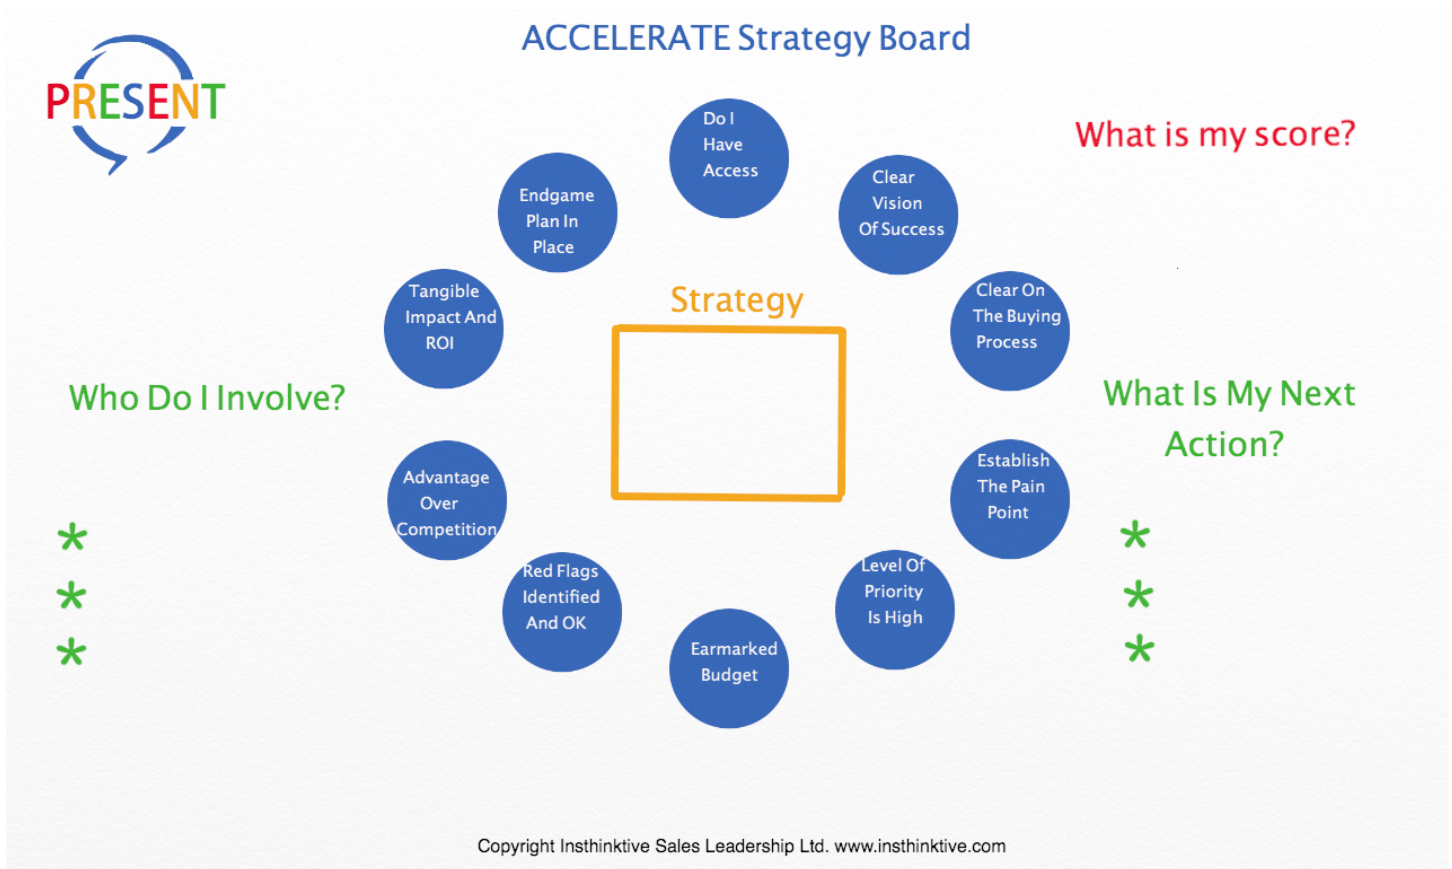 ACCELERATE Strategy Board
PRESENT
What is my score?
Do I
Have
Access
Clear
Vision
Of Success
Clear On
The Buying
Process
Establish
The Pain
Point
Level Of
Priority
Is High
Earmarked
Budget
Red Flags
Identified
And OK
Advantage
Over
Competition
Tangible
Impact And
ROI
Endgame
Plan In
Place
Strategy
Who Do I Involve?
*
*
*
What Is My Next
Action?
*
*
*
Copyright Insthinktive Sales Leadership Ltd. www.insthinktive.com